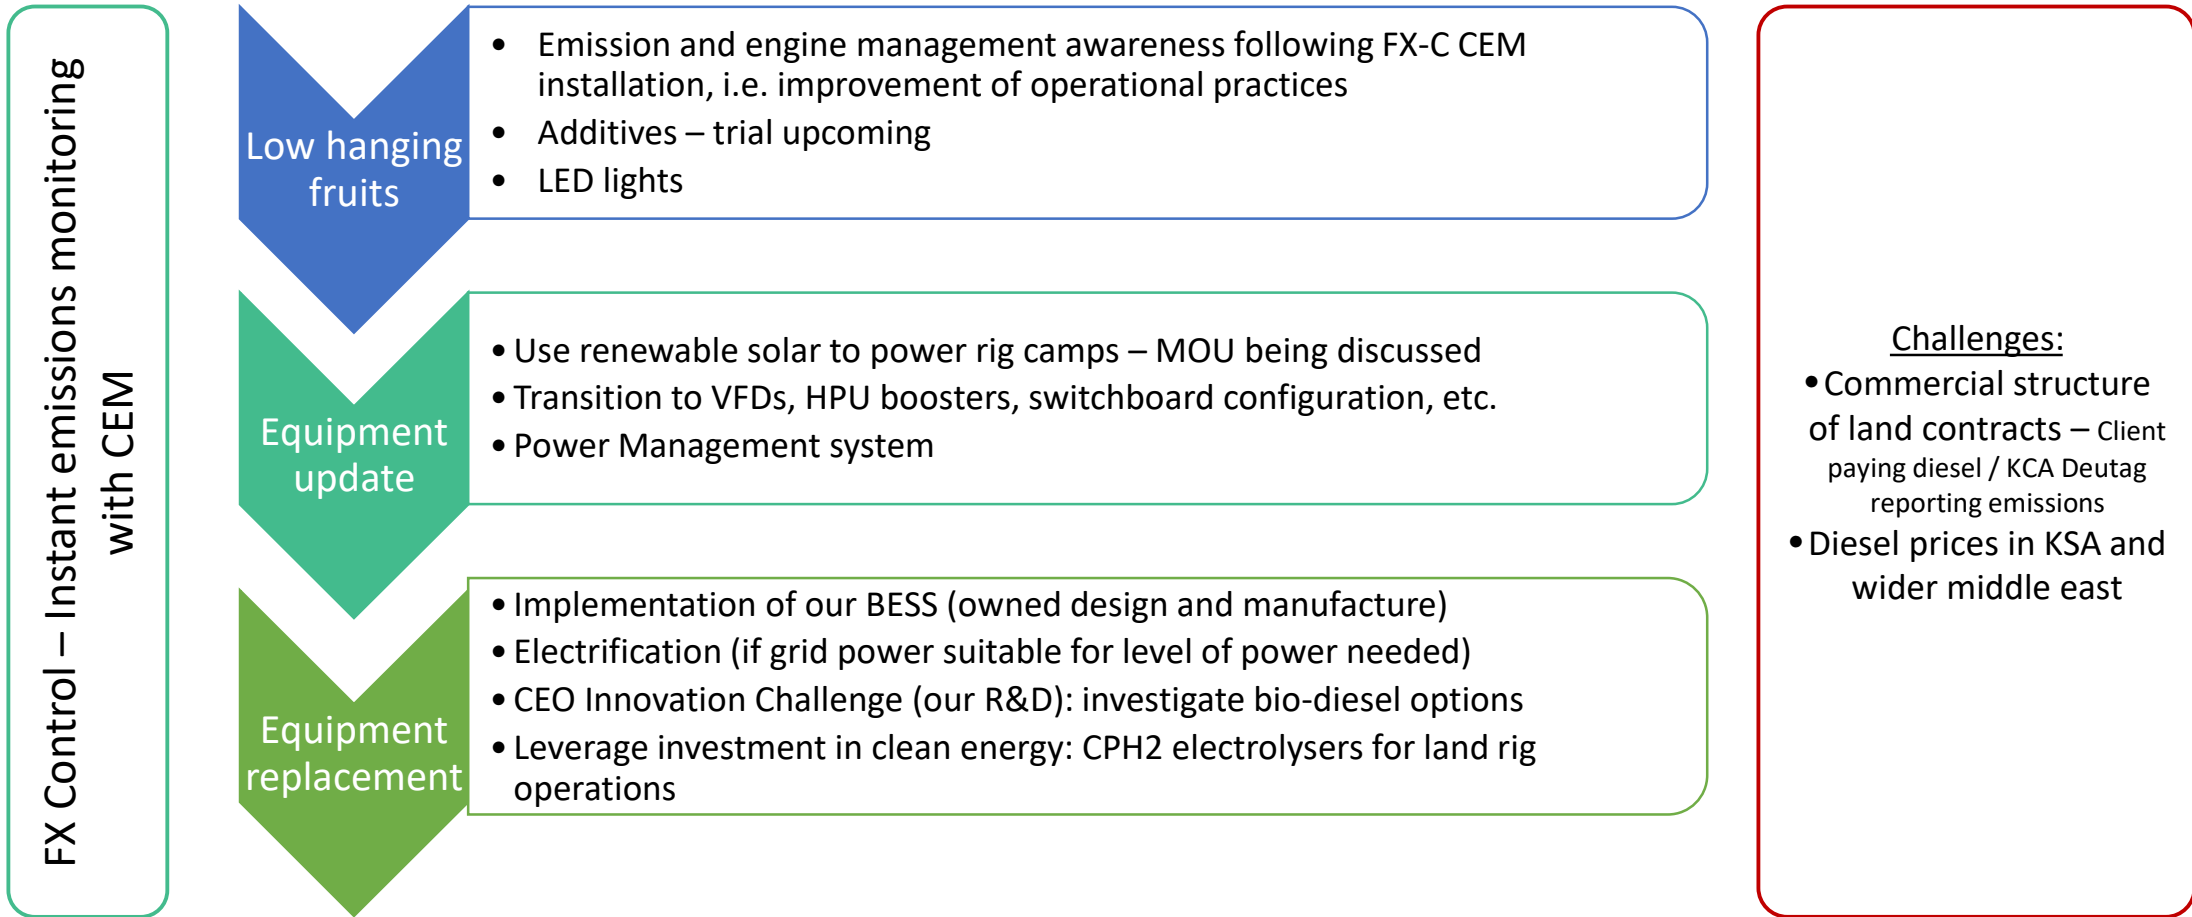 FX Control – Instant emissions monitoring
with CEM
Low hanging
fruits
• Emission and engine management awareness following FX-C CEM
installation, i.e. improvement of operational practices
• Additives – trial upcoming
• LED lights
Equipment
update
• Use renewable solar to power rig camps – MOU being discussed
• Transition to VFDs, HPU boosters, switchboard configuration, etc.
• Power Management system
Equipment
replacement
• Implementation of our BESS (owned design and manufacture)
• Electrification (if grid power suitable for level of power needed)
• CEO Innovation Challenge (our R&D): investigate bio-diesel options
• Leverage investment in clean energy: CPH2 electrolysers for land rig
operations
Challenges:
• Commercial structure
of land contracts – Client
paying diesel / KCA Deutag
reporting emissions
• Diesel prices in KSA and
wider middle east